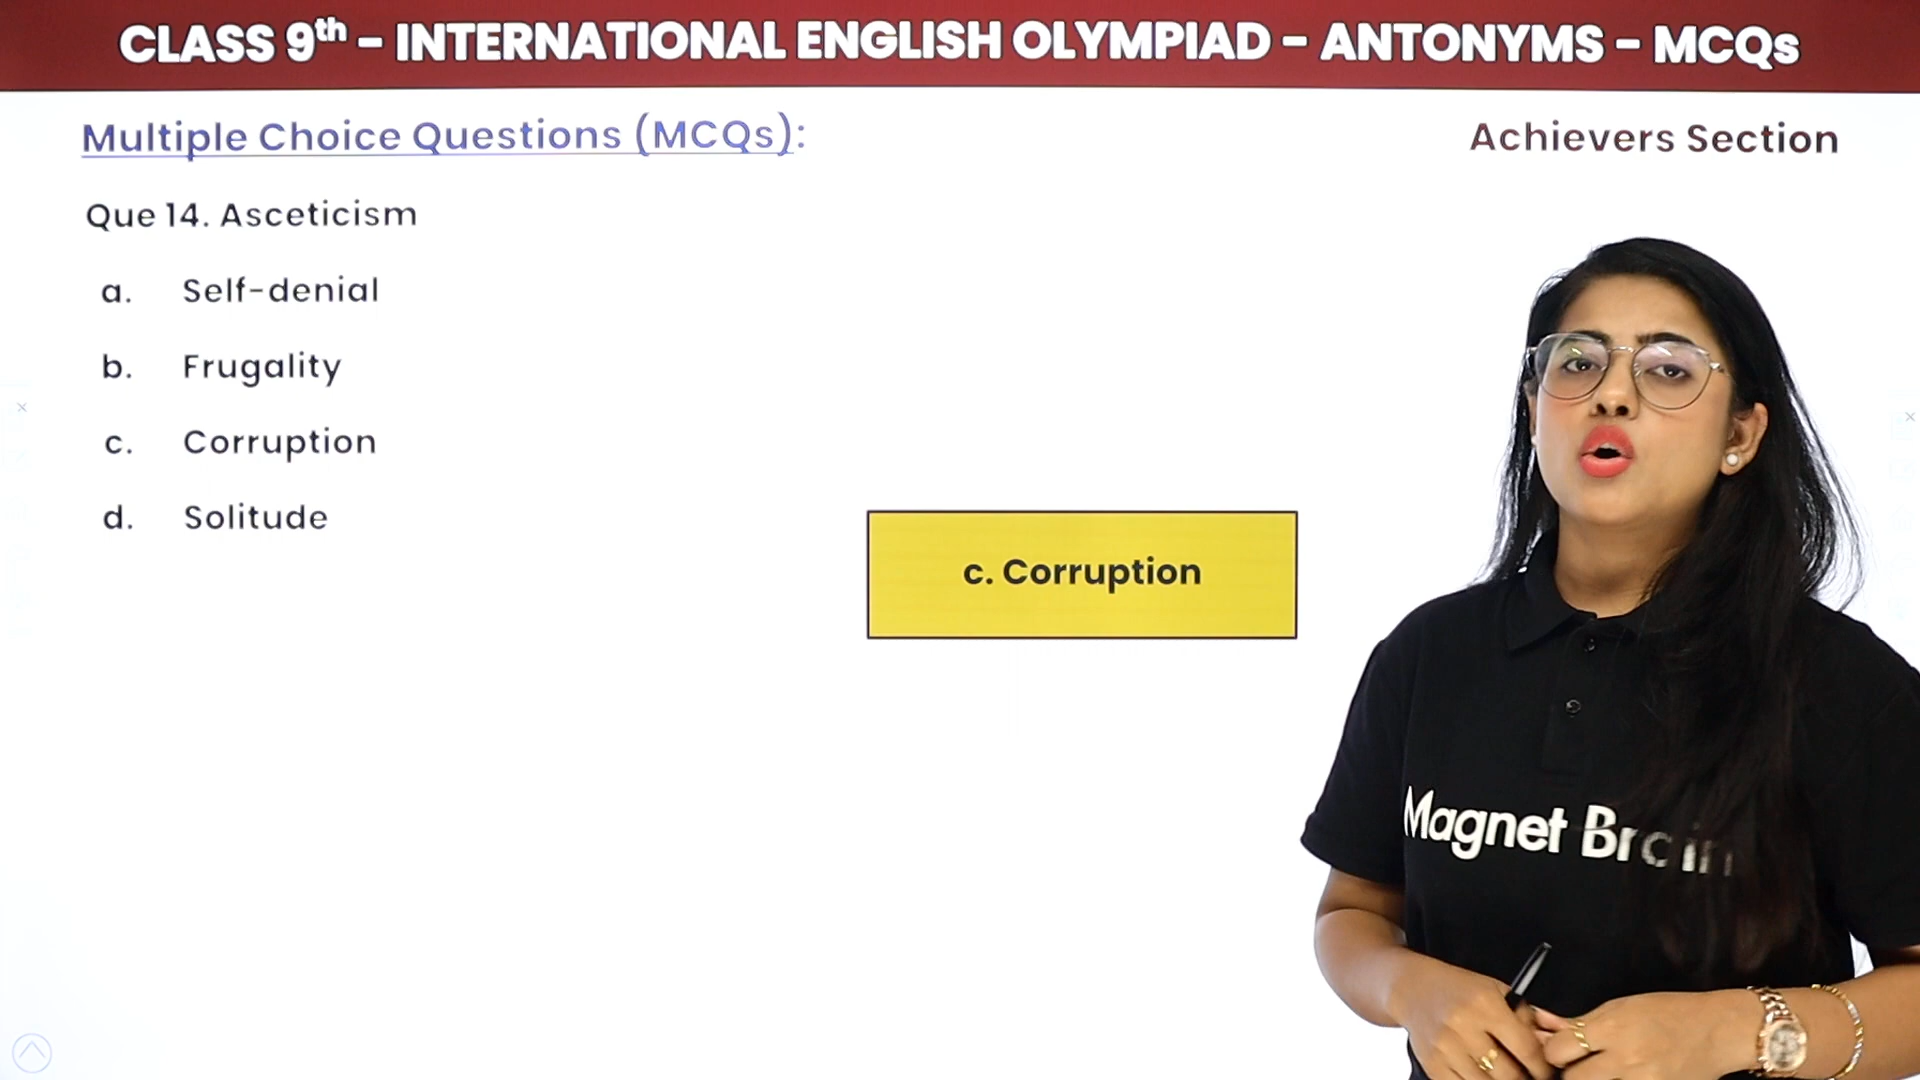 CLASS 9th - INTERNATIONAL ENGLISH OLYMPIAD - ANTONYMS - MCQs
Multiple Choice Questions (MCQs):
Achievers Section
Que 14. Asceticism
a. Self-denial
b. Frugality
c. Corruption
d. Solitude
c. Corruption
Magnet Brain